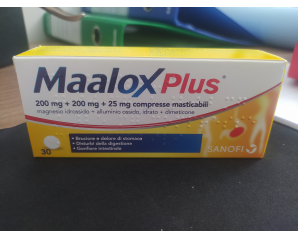 MaaloxPlus®
200 mg + 200 mg + 25 mg compresse masticabili
magnesio idrossido + alluminio ossido, idrato + dimeticone
• Bruciore e dolore di stomaco
• Disturbi della digestione
• Gonfiore intestinale
30
SANOFI